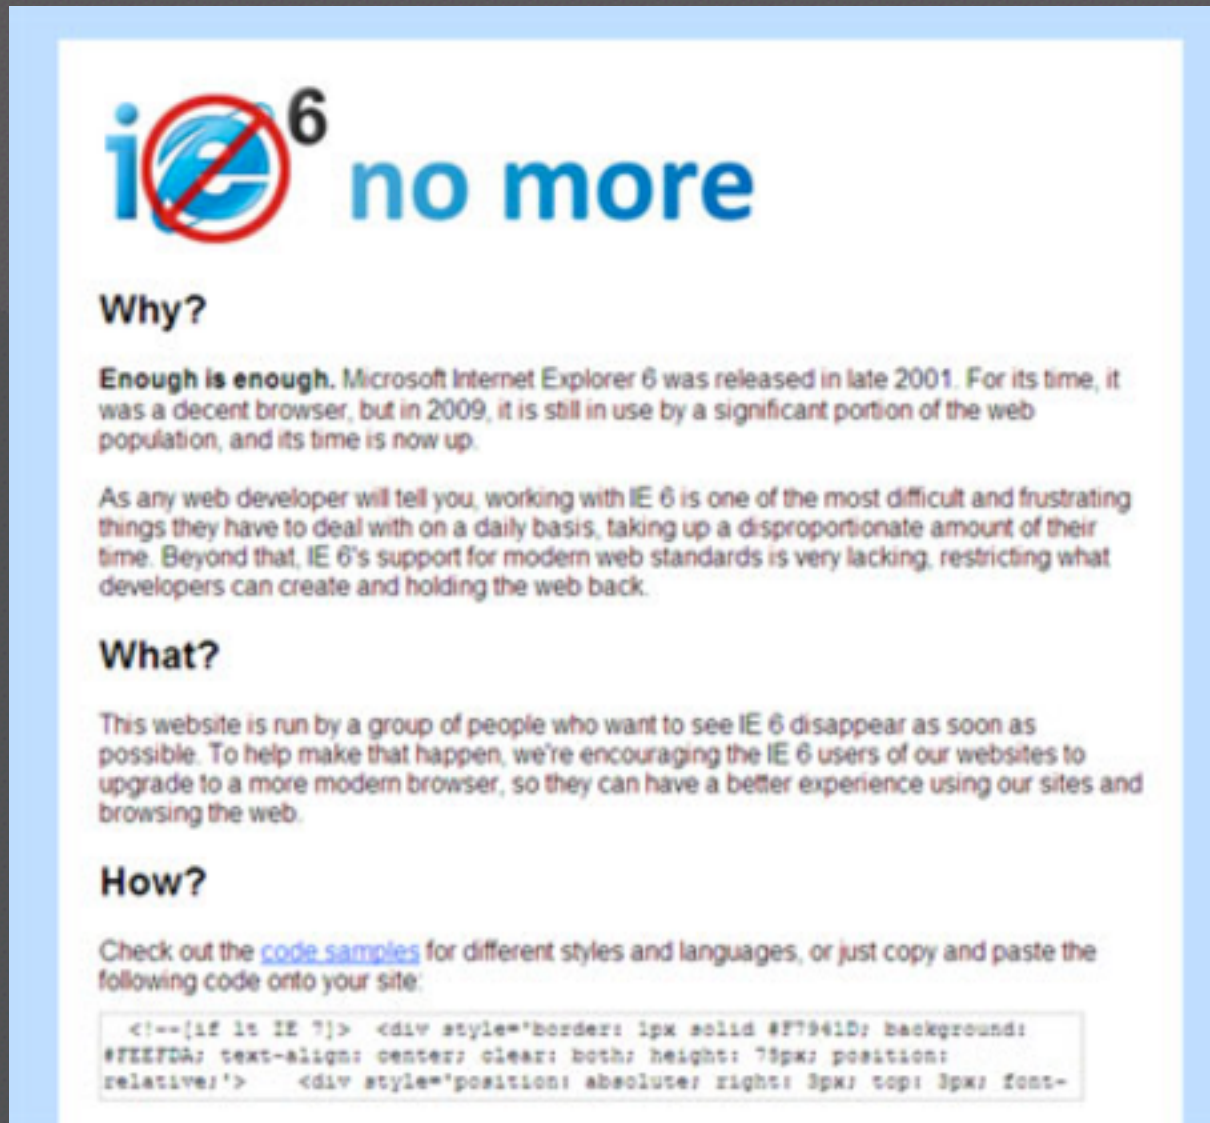 ie6 no more
Why?
Enough is enough. Microsoft Internet Explorer 6 was released in late 2001. For its time, it
was a decent browser, but in 2009, it is still in use by a significant portion of the web
population, and its time is now up.
As any web developer will tell you, working with IE 6 is one of the most difficult and frustrating
things they have to deal with on a daily basis, taking up a disproportionate amount of their
time. Beyond that, IE 6's support for modern web standards is very lacking, restricting what
developers can create and holding the web back.
What?
This website is run by a group of people who want to see IE 6 disappear as soon as
possible. To help make that happen, we're encouraging the IE 6 users of our websites to
upgrade to a more modern browser, so they can have a better experience using our sites and
browsing the web.
How?
Check out the code samples for different styles and languages, or just copy and paste the
following code onto your site:
<!--[if lt IE 7]> <div style='border: 1px solid #F7941D; background:
#FEEFDA; text-align: center; clear: both; height: 75px; position:
relative;'> <div style='position: absolute; right: 3px; top: 3px; font-